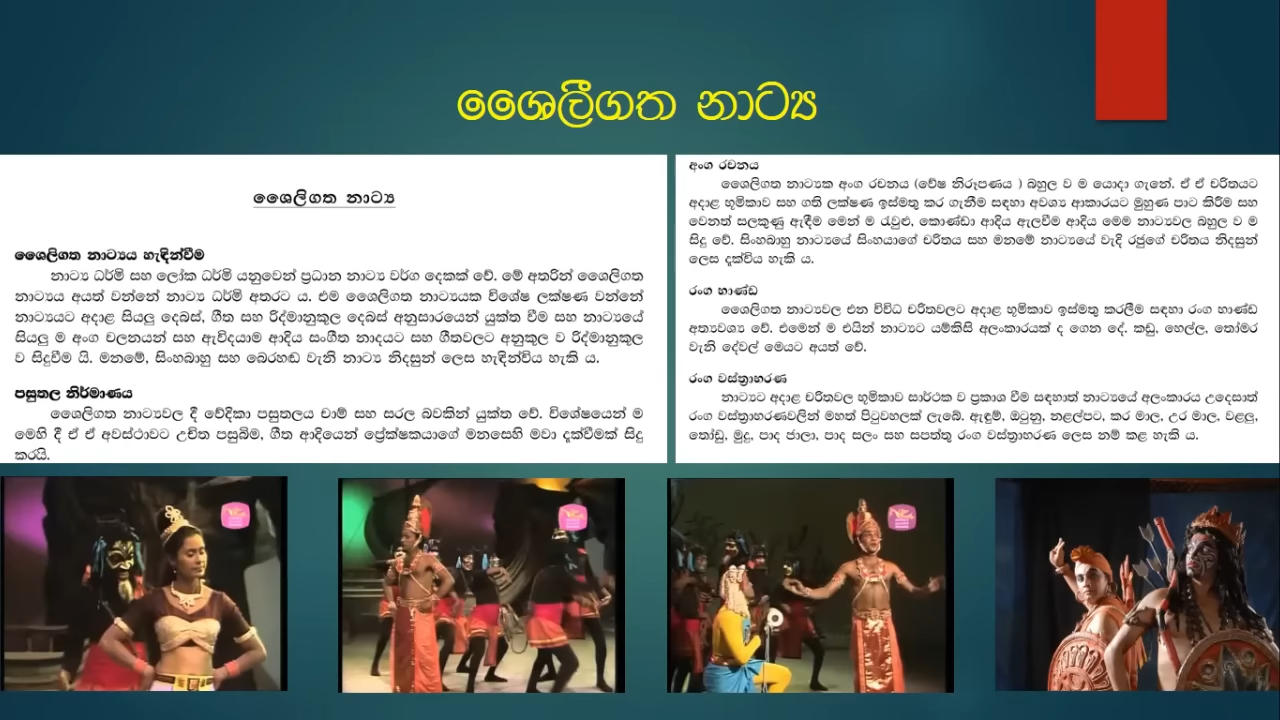 ශෛලීගත නාට්‍ය
ශෛලිගත නාට්‍ය
ශෛලිගත නාට්‍යය හැඳින්වීම
නාට්‍ය ධර්මී සහ ලෝක ධර්මී යනුවෙන් ප්‍රධාන නාට්‍ය වර්ග දෙකක් වේ. මේ අතරින් ශෛලිගත
නාට්‍යය අයත් වන්නේ නාට්‍ය ධර්මී අතරට ය. එම ශෛලිගත නාට්‍යයක විශේෂ ලක්ෂණ වන්නේ
නාට්‍යයට අදාළ සියලු දෙබස්, ගීත සහ රිද්මානුකූල දෙබස් අනුසාරයෙන් යුක්ත වීම සහ නාට්‍යයේ
සියලු ම අංග චලනයන් සහ ඇවිදයාම ආදිය සංගීත නාදයට සහ ගීතවලට අනුකූල ව රිද්මානුකූල
ව සිදුවීම යි. මනමේ, සිංහබාහු සහ බෙරහඬ වැනි නාට්‍ය නිදසුන් ලෙස හැඳින්විය හැකි ය.
පසුතල නිර්මාණය
ශෛලිගත නාට්‍යවල දී වේදිකා පසුතලය චාම් සහ සරල බවකින් යුක්ත වේ. විශේෂයෙන් ම
මෙහි දී ඒ ඒ අවස්ථාවට උචිත පසුබිම, ගීත ආදියෙන් ප්‍රේක්ෂකයාගේ මනසෙහි මවා දැක්වීමක් සිදු
කරයි.
අංග රචනය
ශෛලිගත නාට්‍යක අංග රචනය (වේෂ නිරූපණය ) බහුල ව ම යොදා ගැනේ. ඒ ඒ චරිතයට
අදාළ භූමිකාව සහ ගති ලක්ෂණ ඉස්මතු කර ගැනීම සඳහා අවශ්‍ය ආකාරයට මුහුණ පාට කිරීම සහ
වෙනත් සලකුණු ඇඳීම මෙන් ම රැවුළු, කොණ්ඩා ආදිය ඇලවීම ආදිය මෙම නාට්‍යවල බහුල ව ම
සිදු වේ. සිංහබාහු නාට්‍යයේ සිංහයාගේ චරිතය සහ මනමේ නාට්‍යයේ වැදි රජුගේ චරිතය නිදසුන්
ලෙස දැක්විය හැකි ය.
රංග භාණ්ඩ
ශෛලිගත නාට්‍යවල එන විවිධ චරිතවලට අදාළ භූමිකාව ඉස්මතු කරලීම සඳහා රංග භාණ්ඩ
අත්‍යවශ්‍ය වේ. එමෙන් ම එයින් නාට්‍යට යම්කිසි අලංකාරයක් ද ගෙන දේ. කඩු, හෙල්ල, තෝමර
වැනි දේවල් මෙයට අයත් වේ.
රංග වස්ත්‍රාභරණ
නාට්‍යට අදාළ චරිතවල භූමිකාව සාර්ථක ව ප්‍රකාශ වීම සඳහාත් නාට්‍යයේ අලංකාරය උදෙසාත්
රංග වස්ත්‍රාභරණවලින් මහත් පිටුවහලක් ලැබේ. ඇඳුම්, ඔටුනු, නළල්පට, කර මාල, උර මාල, වළලු,
තෝඩු, මුදු, පාද ජාලා, පාද සලං සහ සපත්තු රංග වස්ත්‍රාභරණ ලෙස නම් කළ හැකි ය.